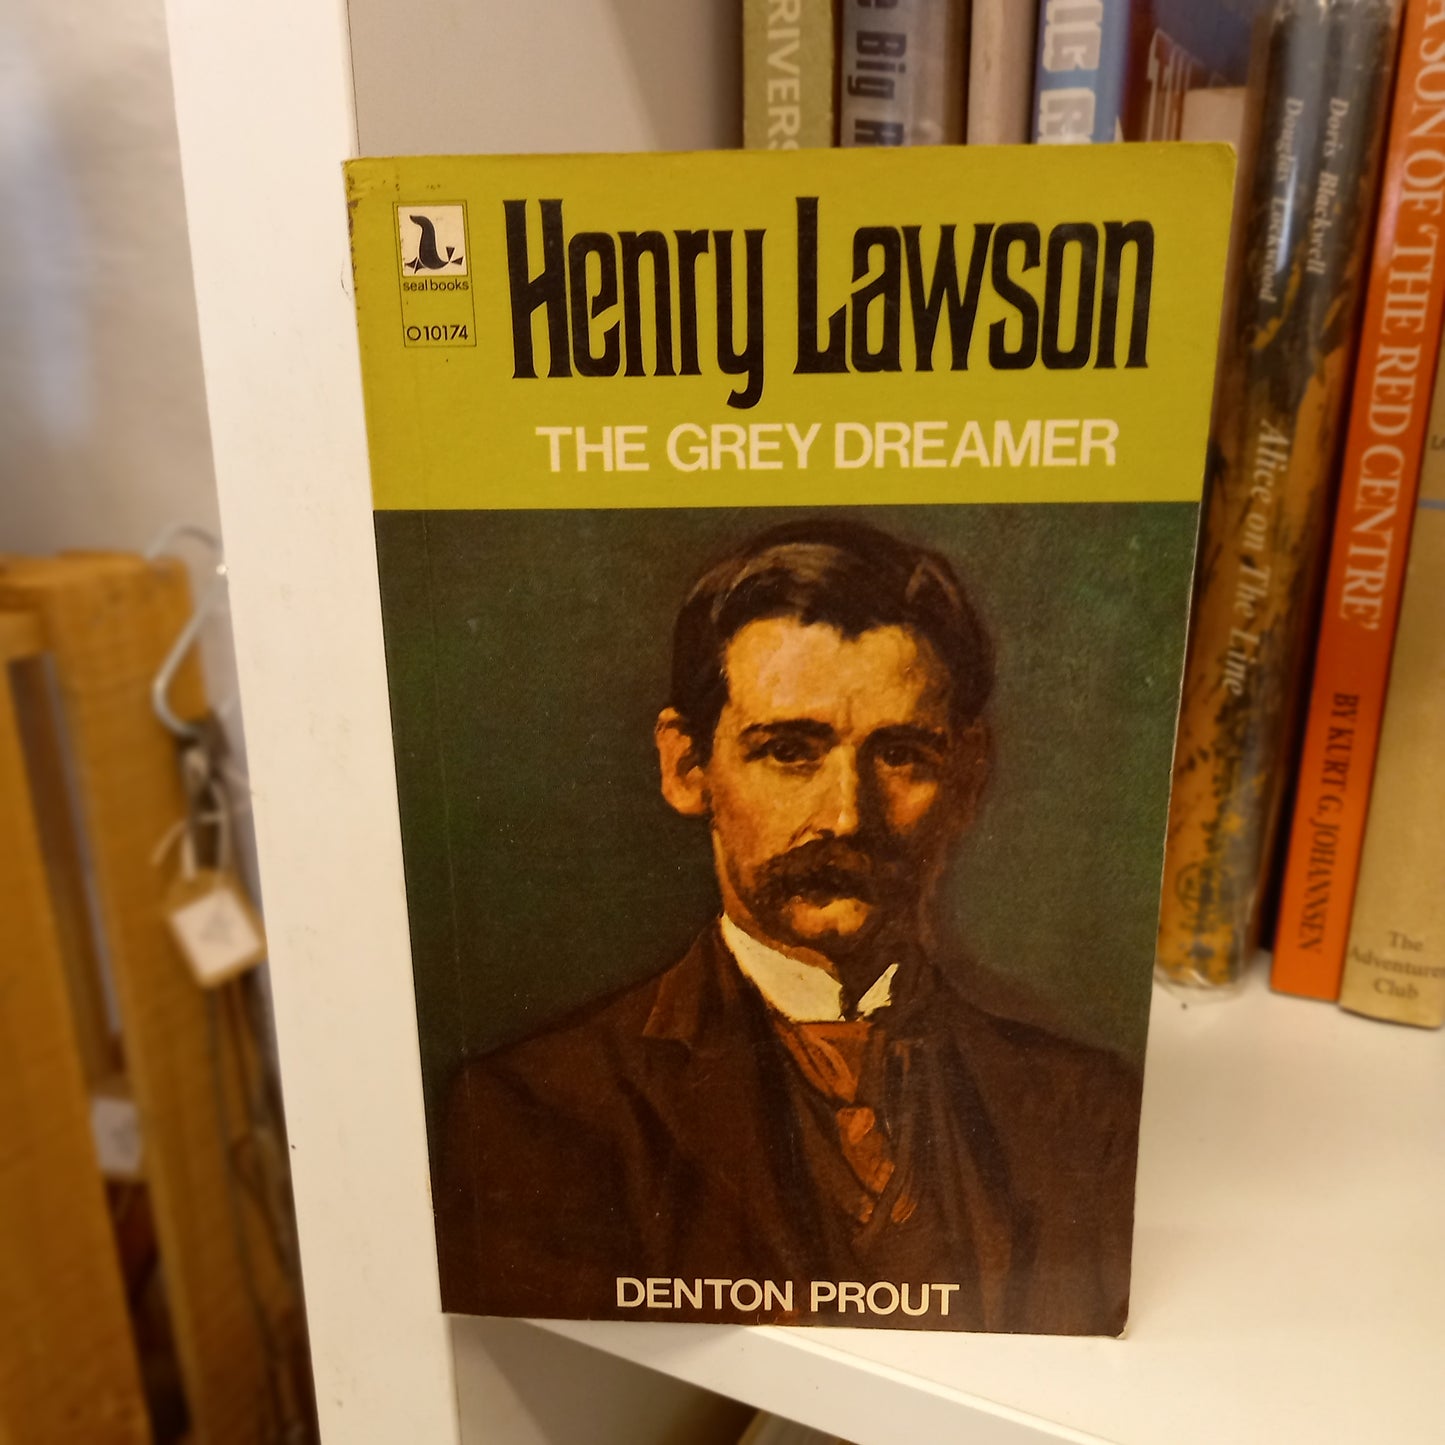 seal books
O10174
Henry Lawson
THE GREY DREAMER
DENTON PROUT
RIVERS
Big
Doris Blackwell
Douglas Lockwood
Alice on The Line
A SON OF 'THE RED CENTRE'
BY KURT G. JOHANNSEN
The
Adventurers
Club